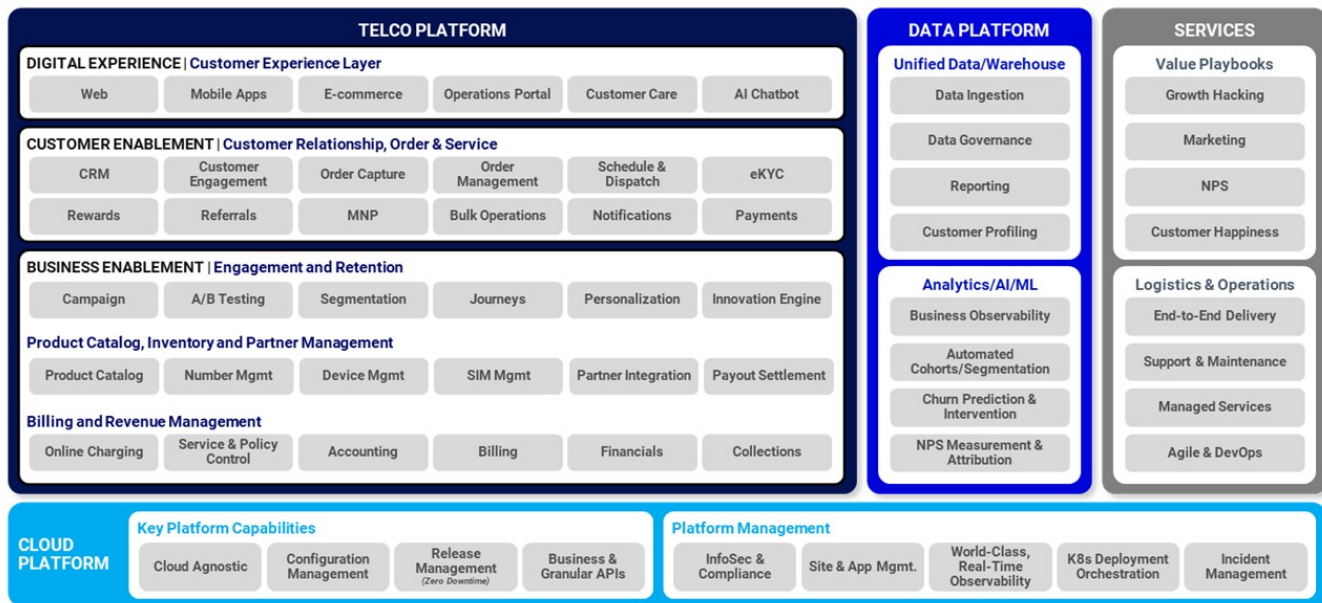 TELCO PLATFORM
DIGITAL EXPERIENCE | Customer Experience Layer
Web
Mobile Apps
E-commerce
Operations Portal
Customer Care
AI Chatbot
CUSTOMER ENABLEMENT | Customer Relationship, Order & Service
CRM
Customer
Engagement
Order Capture
Order
Management
Schedule &
Dispatch
eKYC
Rewards
Referrals
MNP
Bulk Operations
Notifications
Payments
BUSINESS ENABLEMENT | Engagement and Retention
Campaign
A/B Testing
Segmentation
Journeys
Personalization
Innovation Engine
Product Catalog, Inventory and Partner Management
Product Catalog
Number Mgmt
Device Mgmt
SIM Mgmt
Partner Integration
Payout Settlement
Billing and Revenue Management
Online Charging
Service & Policy
Control
Accounting
Billing
Financials
Collections
DATA PLATFORM
Unified Data/Warehouse
Data Ingestion
Data Governance
Reporting
Customer Profiling
Analytics/AI/ML
Business Observability
Automated
Cohorts/Segmentation
Churn Prediction &
Intervention
NPS Measurement &
Attribution
SERVICES
Value Playbooks
Growth Hacking
Marketing
NPS
Customer Happiness
Logistics & Operations
End-to-End Delivery
Support & Maintenance
Managed Services
Agile & DevOps
CLOUD
PLATFORM
Key Platform Capabilities
Cloud Agnostic
Configuration
Management
Release
Management
(Zero Downtime)
Business &
Granular APIs
Platform Management
InfoSec &
Compliance
Site & App Mgmt.
World-Class,
Real-Time
Observability
K8s Deployment
Orchestration
Incident
Management